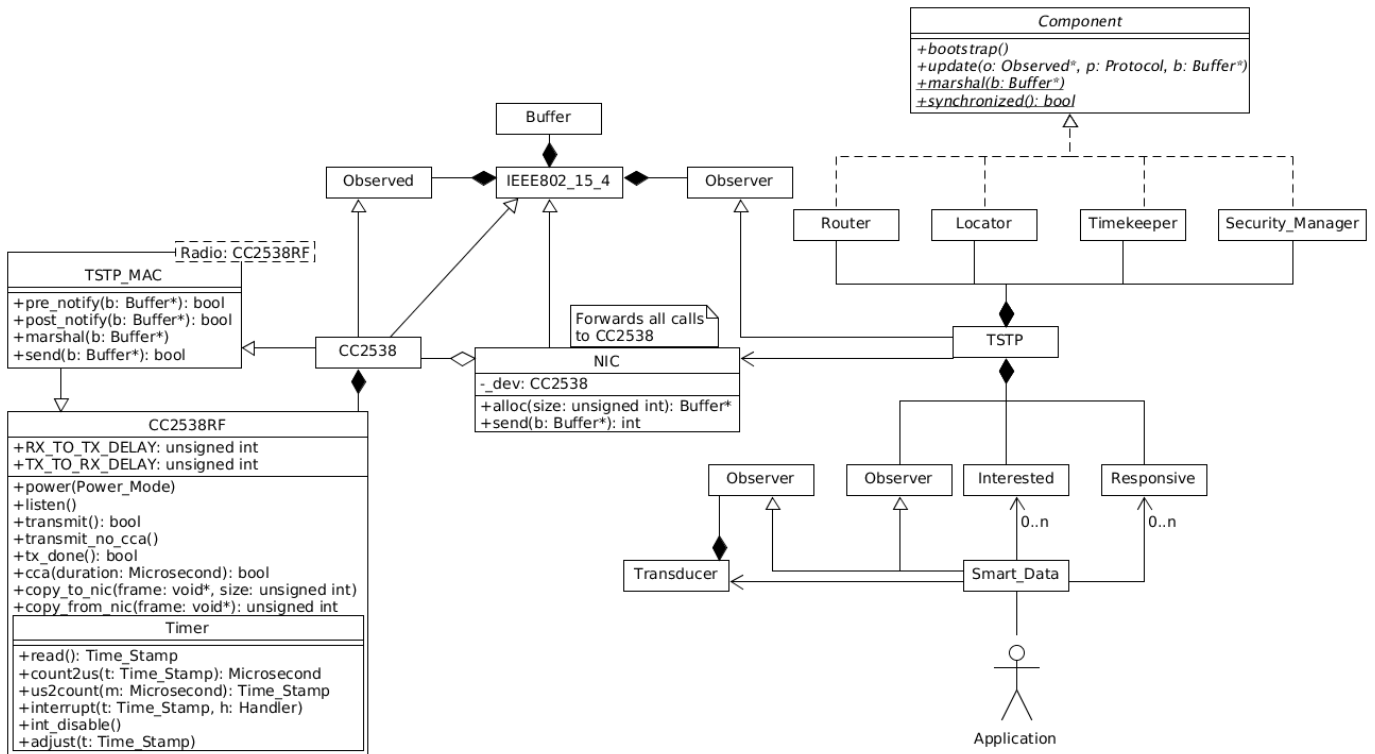 Component
+bootstrap()
+update(o: Observed*, p: Protocol, b: Buffer*)
+marshal(b: Buffer*)
+synchronized(): bool
Buffer
Observed
IEEE802_15_4
Observer
Router
Locator
Timekeeper
Security_Manager
Radio: CC2538RF
TSTP_MAC
+pre_notify(b: Buffer*): bool
+post_notify(b: Buffer*): bool
+marshal(b: Buffer*)
+send(b: Buffer*): bool
CC2538
Forwards all calls
to CC2538
NIC
-_dev: CC2538
+alloc(size: unsigned int): Buffer*
+send(b: Buffer*): int
TSTP
CC2538RF
+RX_TO_TX_DELAY: unsigned int
+TX_TO_RX_DELAY: unsigned int
+power(Power_Mode)
+listen()
+transmit(): bool
+transmit_no_cca()
+tx_done(): bool
+cca(duration: Microsecond): bool
+copy_to_nic(frame: void*, size: unsigned int)
+copy_from_nic(frame: void*): unsigned int
Timer
+read(): Time_Stamp
+count2us(t: Time_Stamp): Microsecond
+us2count(m: Microsecond): Time_Stamp
+interrupt(t: Time_Stamp, h: Handler)
+int_disable()
+adjust(t: Time_Stamp)
Observer
Observer
Interested
Responsive
0..n
0..n
Transducer
Smart_Data
Application